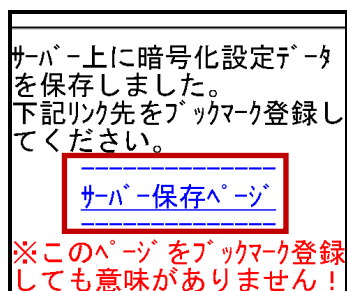 ｻｰﾊﾞｰ上に暗号化設定ﾃﾞｰﾀ
を保存しました。
下記ﾘﾝｸ先をﾌﾞｯｸﾏｰｸ登録し
てください。
ｻｰﾊﾞｰ保存ﾍﾟｰｼﾞ
※このﾍﾟｰｼﾞをﾌﾞｯｸﾏｰｸ登録
しても意味がありません！